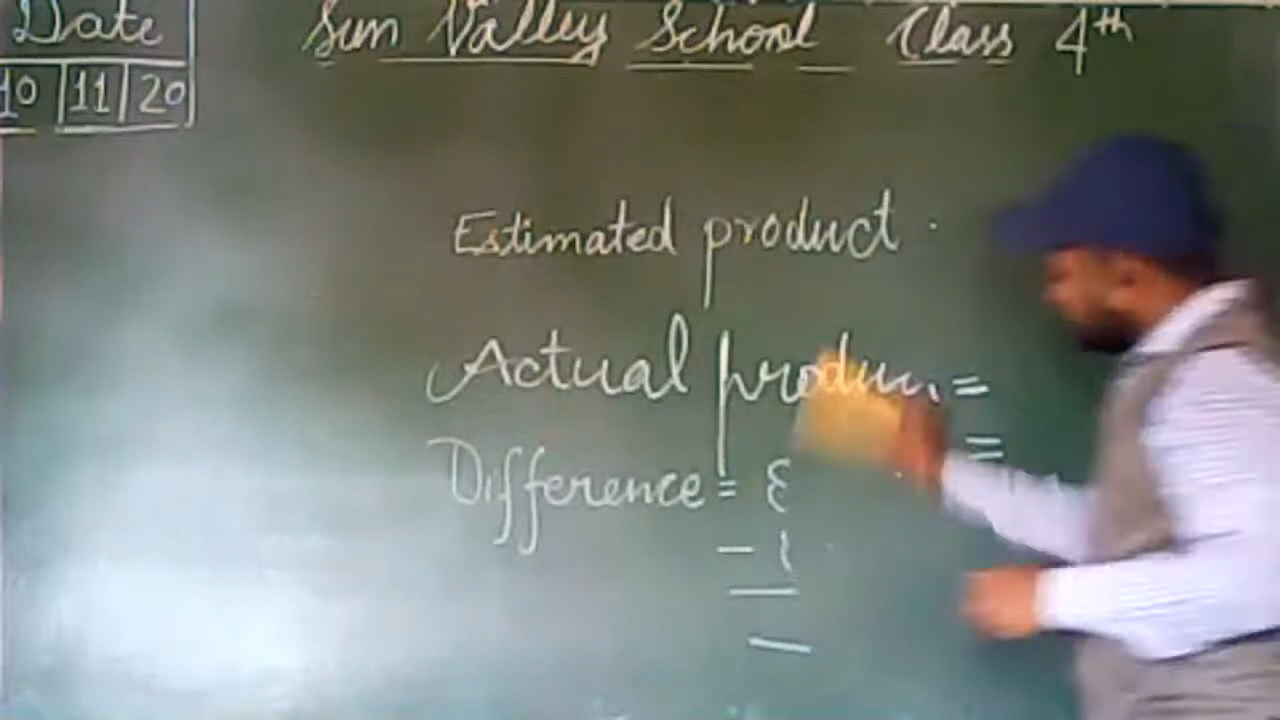 Date
10 | 11 | 20
Sun Valley School Class 4th
Estimated product .
Actual =
=
Difference =